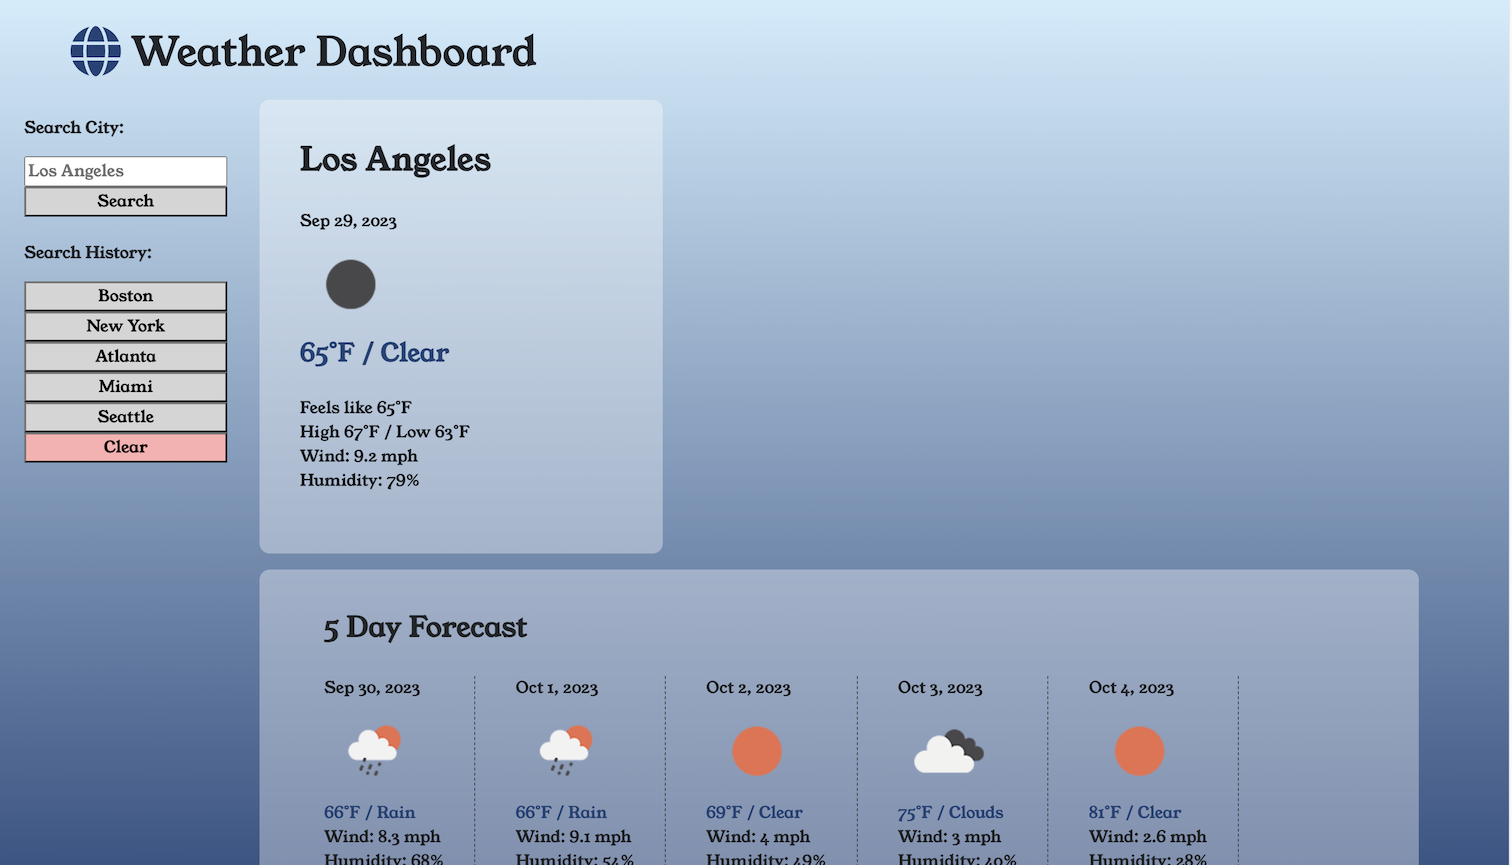 Weather Dashboard
Search City:
Los Angeles
Search
Search History:
Boston
New York
Atlanta
Miami
Seattle
Clear
Los Angeles
Sep 29, 2023
65°F / Clear
Feels like 65°F
High 67°F / Low 63°F
Wind: 9.2 mph
Humidity: 79%
5 Day Forecast
Sep 30, 2023
66°F / Rain
Wind: 8.3 mph
Humidity: 68%
Oct 1, 2023
66°F / Rain
Wind: 9.1 mph
Humidity: 54%
Oct 2, 2023
69°F / Clear
Wind: 4 mph
Humidity: 49%
Oct 3, 2023
75°F / Clouds
Wind: 3 mph
Humidity: 40%
Oct 4, 2023
81°F / Clear
Wind: 2.6 mph
Humidity: 28%